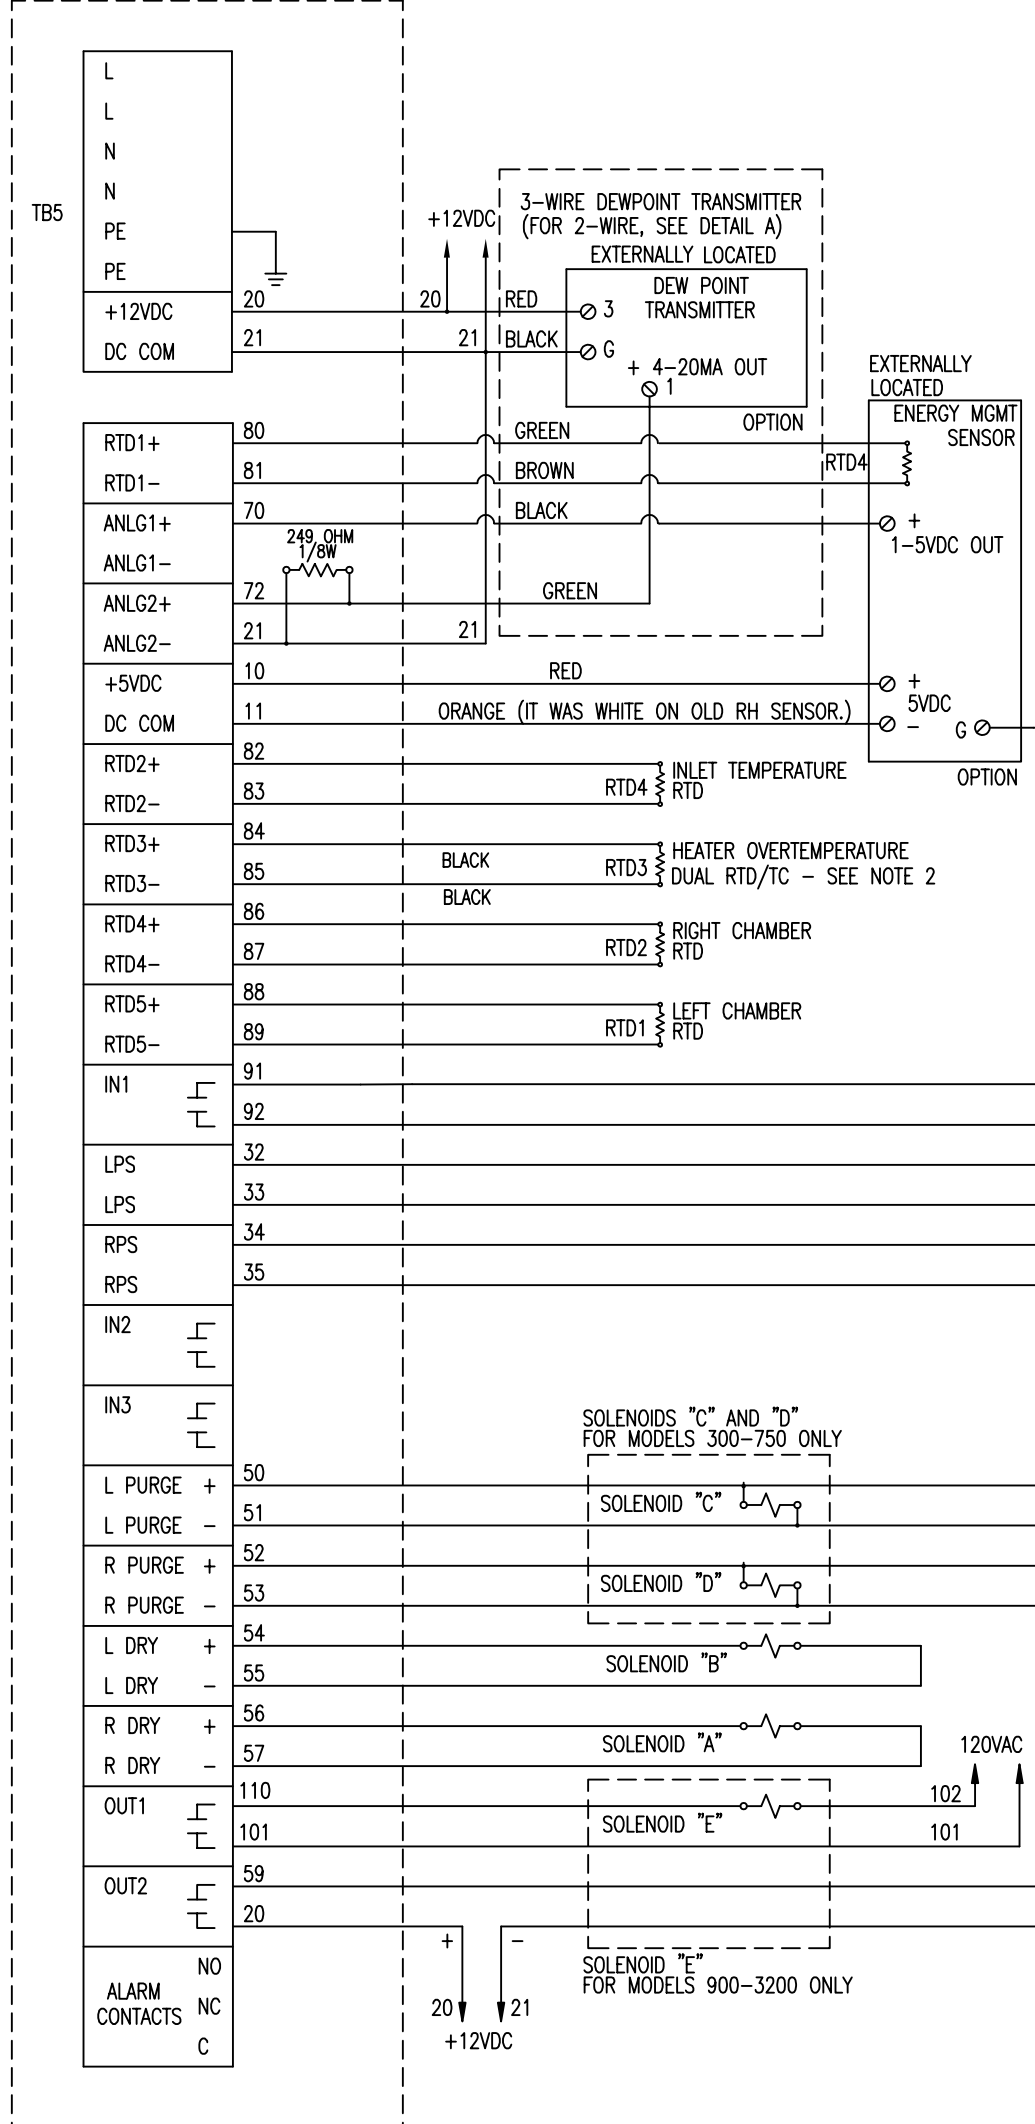 TB5
L
L
N
N
PE
PE
+12VDC
DC COM
20
21
+12VDC
20
21
RED
BLACK
3-WIRE DEWPOINT TRANSMITTER
(FOR 2-WIRE, SEE DETAIL A)
EXTERNALLY LOCATED
DEW POINT
TRANSMITTER
3
G
+ 4-20MA OUT
1
OPTION
EXTERNALLY
LOCATED
ENERGY MGMT
SENSOR
RTD4
+
1-5VDC OUT
+
5VDC
-
G
OPTION
RTD1+
80
GREEN
RTD1-
81
BROWN
ANLG1+
70
BLACK
ANLG1-
249 OHM
1/8W
ANLG2+
72
GREEN
ANLG2-
21
21
+5VDC
10
RED
DC COM
11
ORANGE (IT WAS WHITE ON OLD RH SENSOR.)
RTD2+
82
RTD2-
83
RTD4
INLET TEMPERATURE
RTD
RTD3+
84
BLACK
RTD3-
85
BLACK
RTD3
HEATER OVERTEMPERATURE
DUAL RTD/TC - SEE NOTE 2
RTD4+
86
RTD4-
87
RTD2
RIGHT CHAMBER
RTD
RTD5+
88
RTD5-
89
RTD1
LEFT CHAMBER
RTD
IN1
91
92
LPS
32
LPS
33
RPS
34
RPS
35
IN2
IN3
SOLENOIDS "C" AND "D"
FOR MODELS 300-750 ONLY
L PURGE +
50
SOLENOID "C"
L PURGE -
51
R PURGE +
52
SOLENOID "D"
R PURGE -
53
L DRY +
54
SOLENOID "B"
L DRY -
55
R DRY +
56
SOLENOID "A"
R DRY -
57
120VAC
OUT1
110
102
SOLENOID "E"
101
101
OUT2
59
20
+
-
SOLENOID "E"
FOR MODELS 900-3200 ONLY
20
21
+12VDC
ALARM
CONTACTS
NO
NC
C